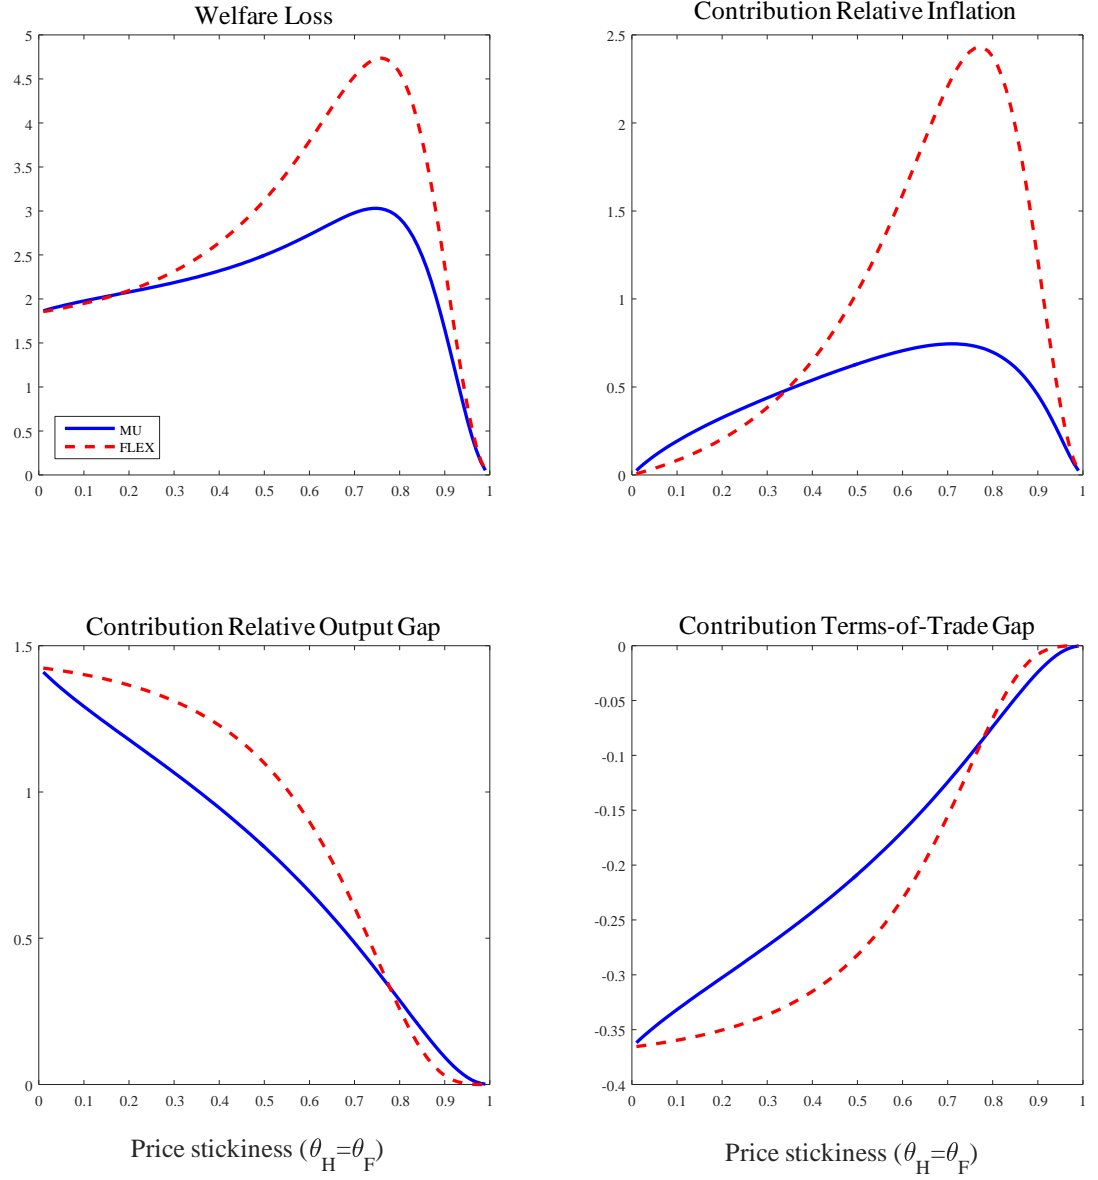 Welfare Loss
5
4.5
4
3.5
3
2.5
2
1.5
1
0.5
0
MU
FLEX
0 0.1 0.2 0.3 0.4 0.5 0.6 0.7 0.8 0.9 1
Contribution Relative Inflation
2.5
2
1.5
1
0.5
0
0 0.1 0.2 0.3 0.4 0.5 0.6 0.7 0.8 0.9 1
Contribution Relative Output Gap
1.5
1
0.5
0
0 0.1 0.2 0.3 0.4 0.5 0.6 0.7 0.8 0.9 1
Price stickiness (θ_H=θ_F)
Contribution Terms-of-Trade Gap
0
-0.05
-0.1
-0.15
-0.2
-0.25
-0.3
-0.35
-0.4
0 0.1 0.2 0.3 0.4 0.5 0.6 0.7 0.8 0.9 1
Price stickiness (θ_H=θ_F)